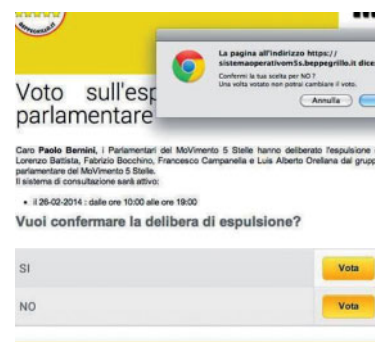 BEPPEGRILLO.IT
La pagina all'indirizzo https://
sistemaoperativom5s.beppegrillo.it dice
Confermi la tua scelta per NO ?
Una volta votato non potrai cambiare il voto.
Annulla
Voto sull'esp
parlamentare
Caro Paolo Bernini, i Parlamentari del MoVimento 5 Stelle hanno deliberato l'espulsione
Lorenzo Battista, Fabrizio Bocchino, Francesco Campanella e Luis Alberto Orellana dal grupp
parlamentare del MoVimento 5 Stelle.
Il sistema di consultazione sarà attivo:
• il 26-02-2014 : dalle ore 10:00 alle ore 19:00
Vuoi confermare la delibera di espulsione?
SI Vota
NO Vota